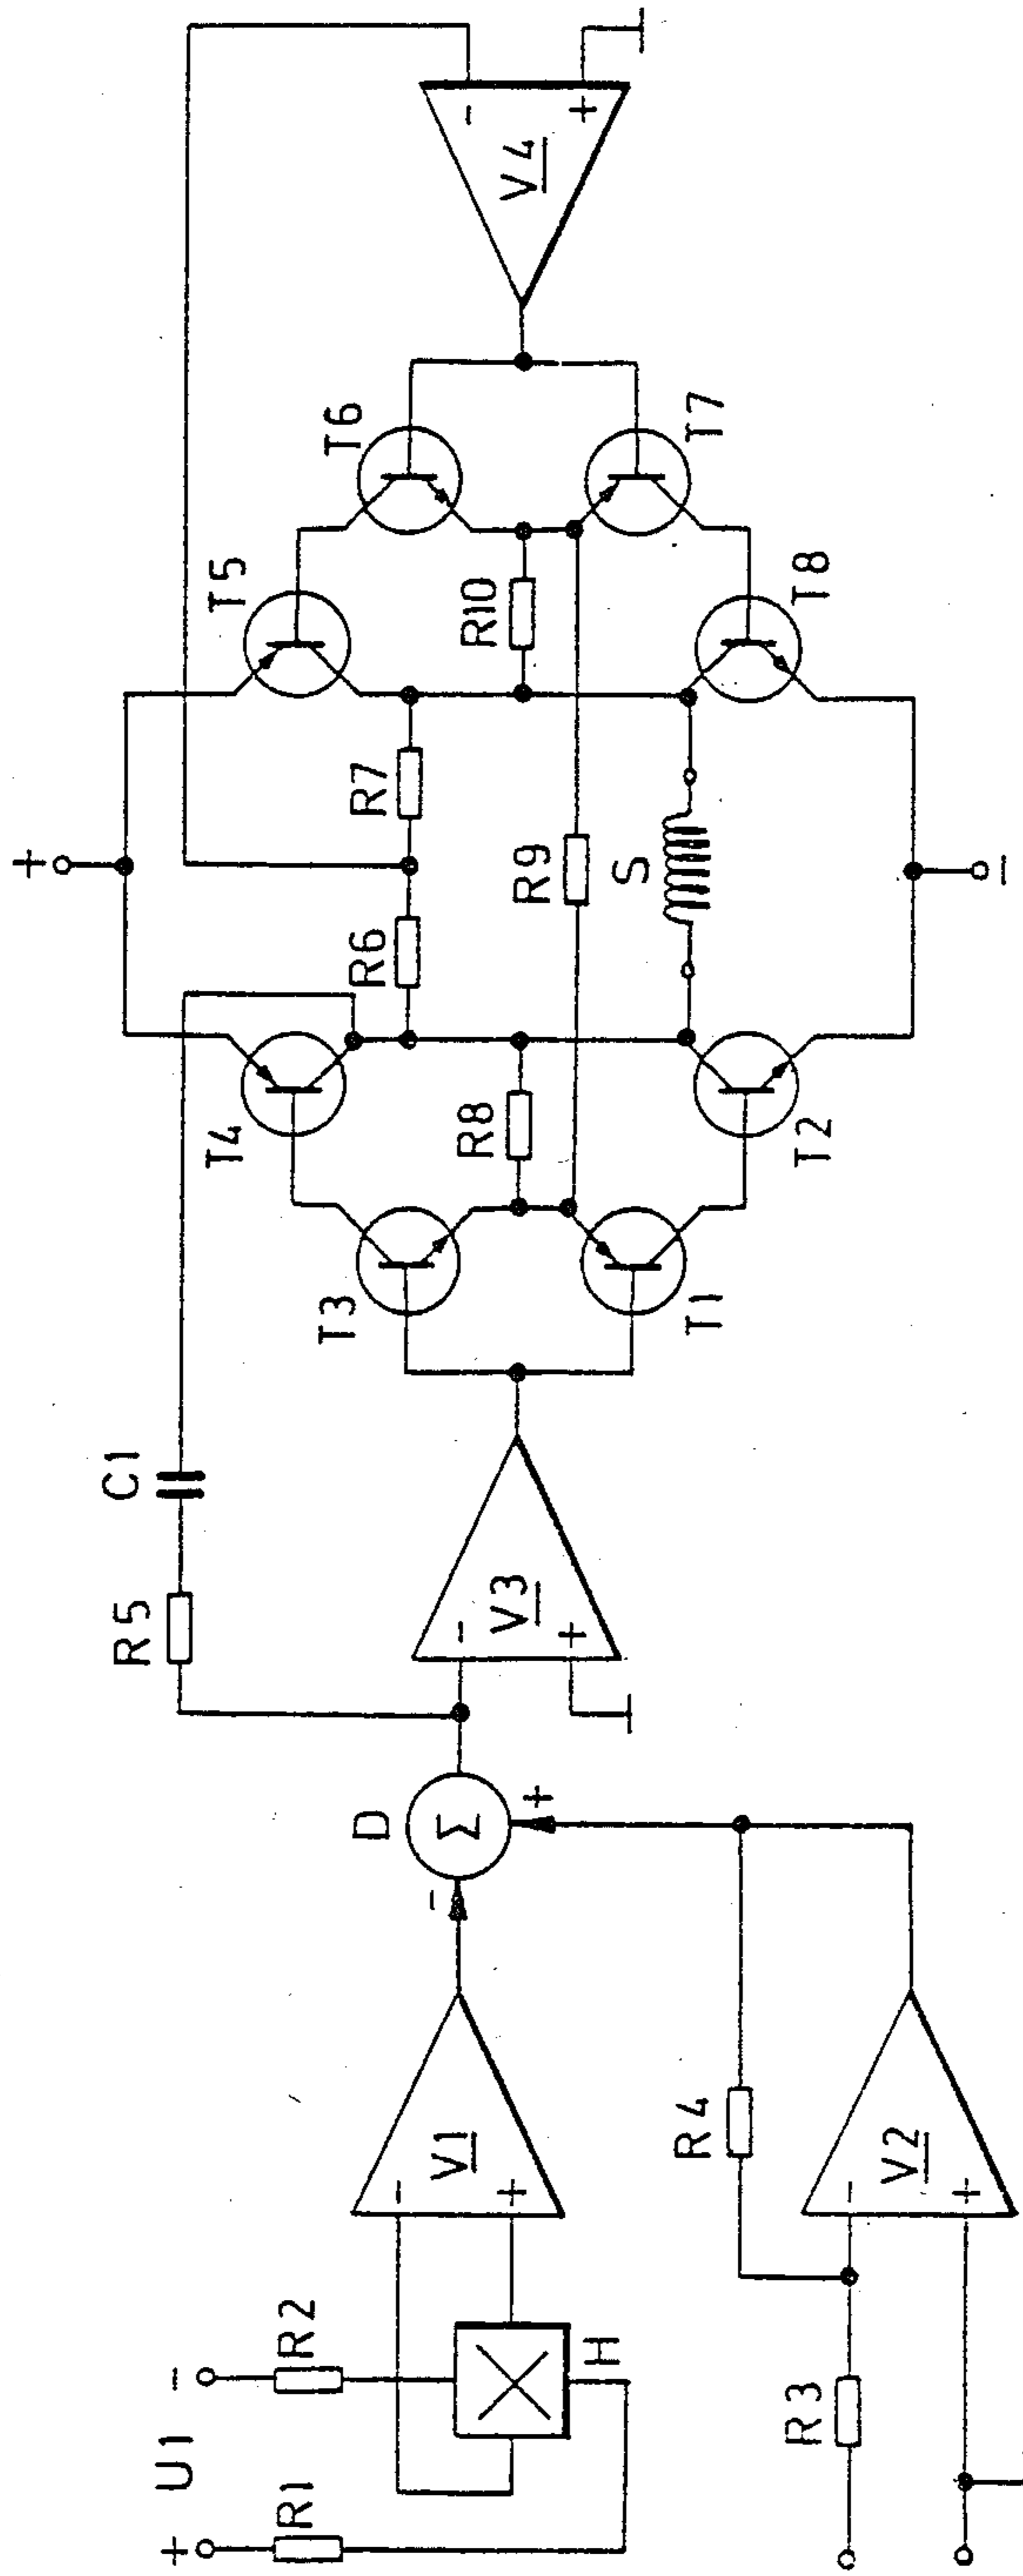 U1
+
-
R1
R2
H
-
+
V1
R3
R4
-
+
V2
D
Σ
-
+
R5
C1
-
+
V3
T3
T1
T4
T2
R8
R6
R7
R9
S
+
-
R10
T5
T8
T6
T7
V4
-
+